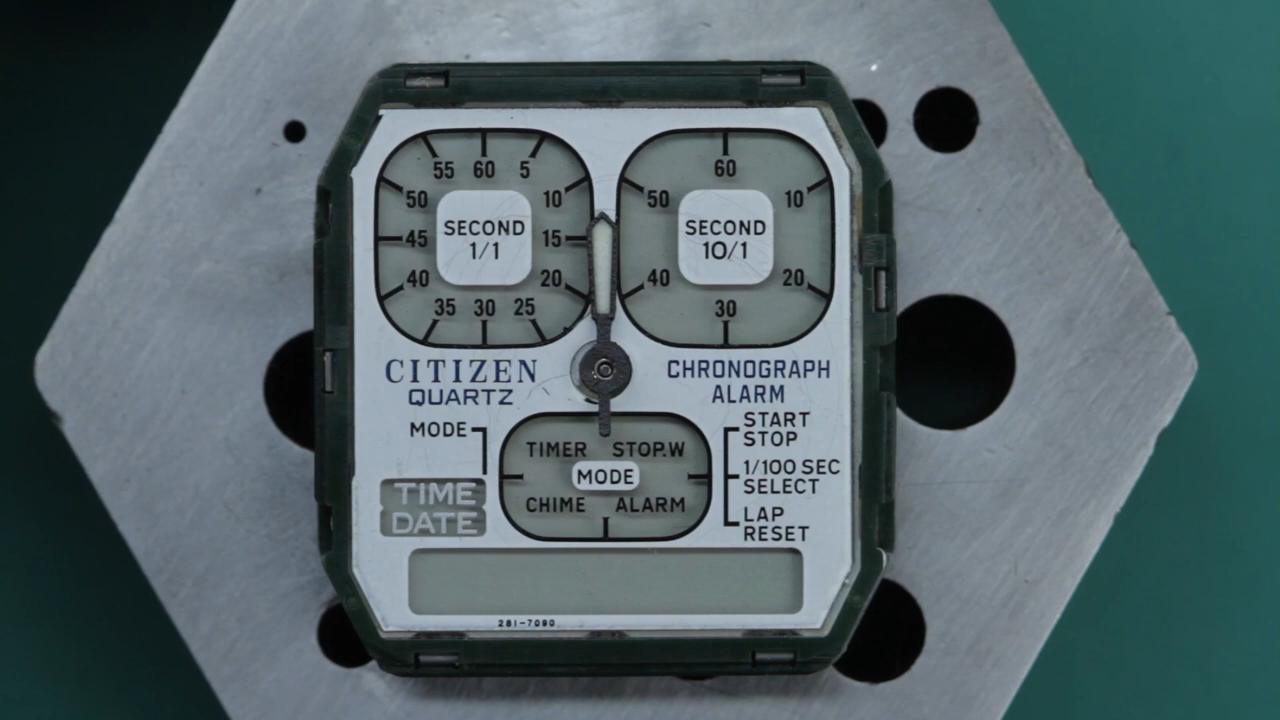 55 60 5
50 10
SECOND
1/1
45 15
40 20
35 30 25
60
50 10
SECOND
10/1
40 20
30
CITIZEN
QUARTZ
CHRONOGRAPH
ALARM
MODE
TIME
DATE
TIMER STOP.W
MODE
CHIME ALARM
START
STOP
1/100 SEC
SELECT
LAP
RESET
281-7090